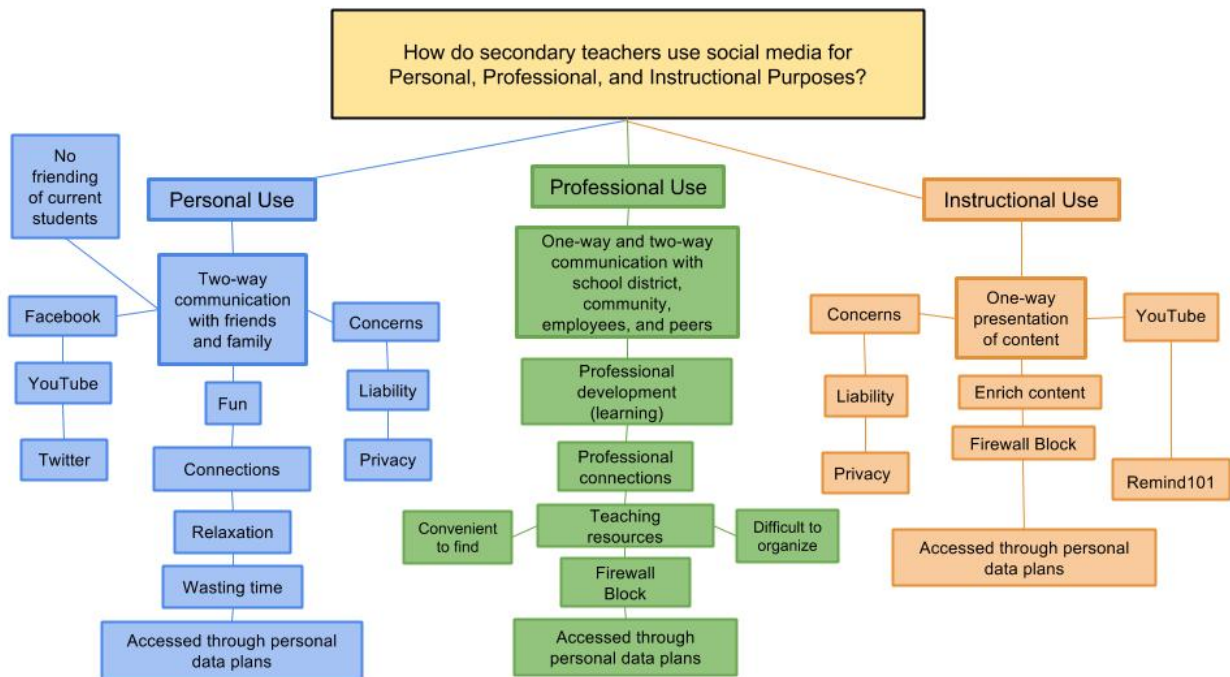 How do secondary teachers use social media for
Personal, Professional, and Instructional Purposes?
No
friending
of current
students
Personal Use
Two-way
communication
with friends
and family
Facebook
YouTube
Twitter
Concerns
Liability
Privacy
Fun
Connections
Relaxation
Wasting time
Accessed through personal
data plans
Professional Use
One-way and two-way
communication with
school district,
community,
employees, and peers
Professional
development
(learning)
Professional
connections
Teaching
resources
Convenient
to find
Difficult to
organize
Firewall
Block
Accessed through
personal data plans
Instructional Use
One-way
presentation
of content
Concerns
Liability
Privacy
YouTube
Remind101
Enrich content
Firewall Block
Accessed through personal
data plans